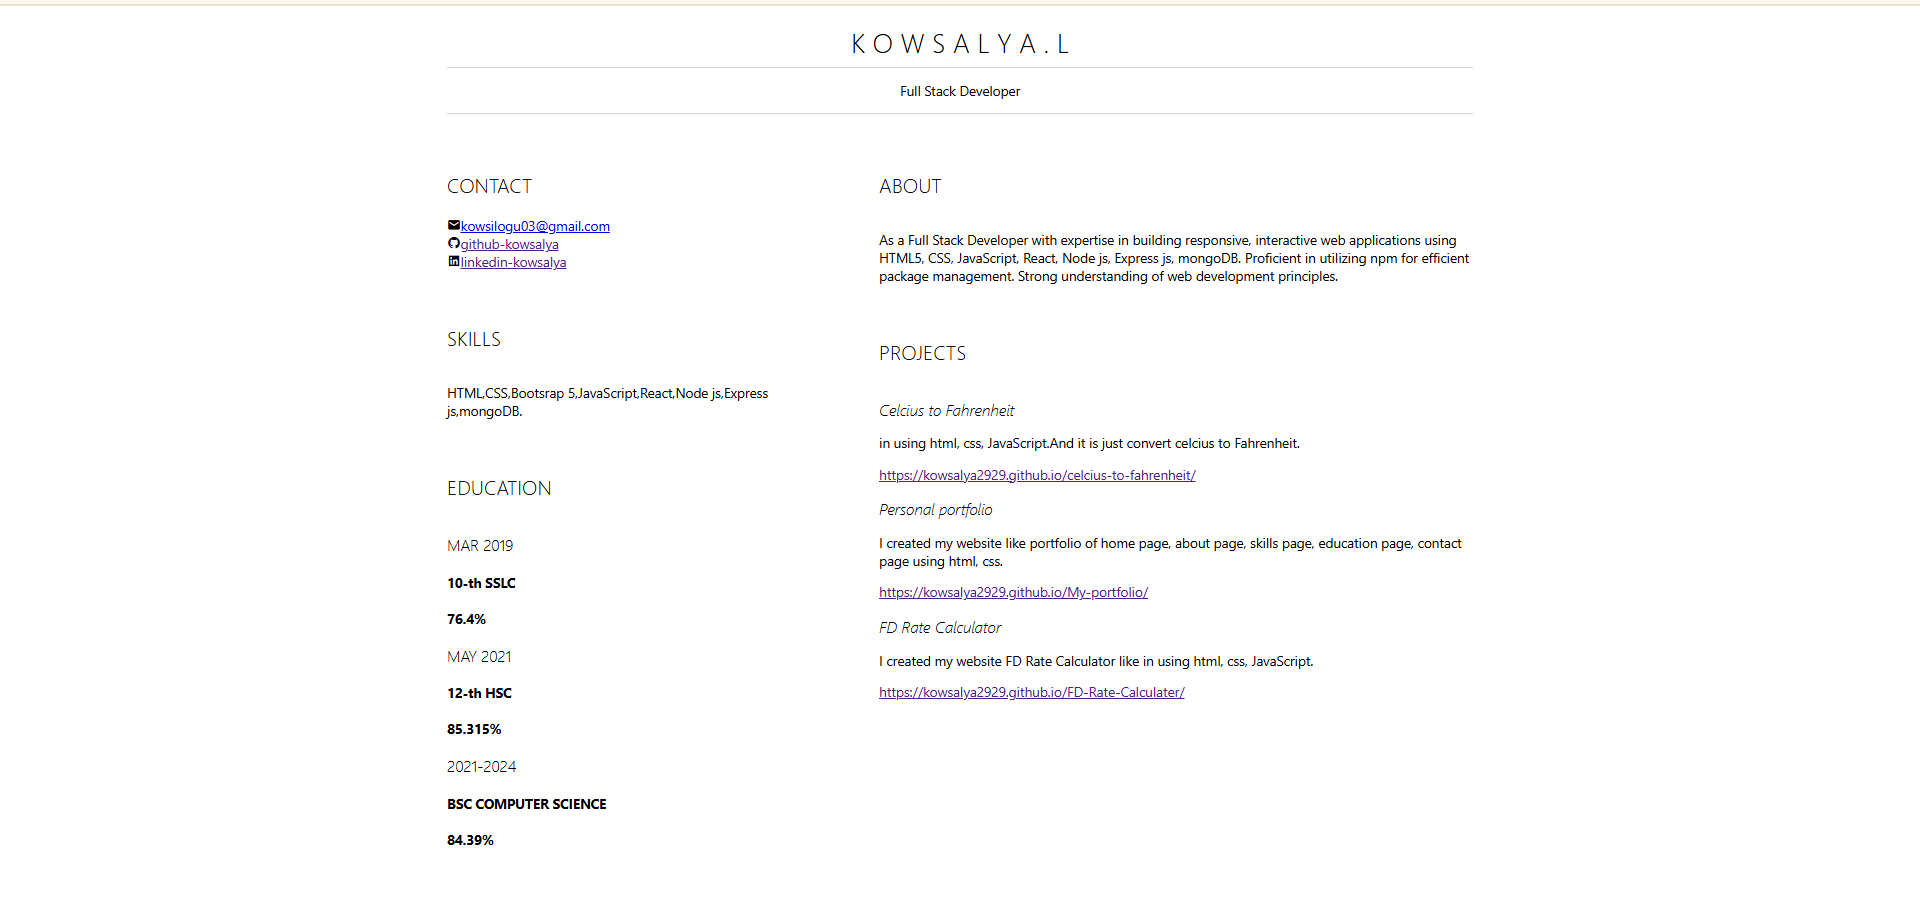 KOWSALYA.L
Full Stack Developer
CONTACT
kowsilogu03@gmail.com
github-kowsalya
linkedin-kowsalya
SKILLS
HTML,CSS,Bootsrap 5,JavaScript,React,Node js,Express
js,mongoDB.
EDUCATION
MAR 2019
10-th SSLC
76.4%
MAY 2021
12-th HSC
85.315%
2021-2024
BSC COMPUTER SCIENCE
84.39%
ABOUT
As a Full Stack Developer with expertise in building responsive, interactive web applications using
HTML5, CSS, JavaScript, React, Node js, Express js, mongoDB. Proficient in utilizing npm for efficient
package management. Strong understanding of web development principles.
PROJECTS
Celcius to Fahrenheit
in using html, css, JavaScript.And it is just convert celcius to Fahrenheit.
https://kowsalya2929.github.io/celcius-to-fahrenheit/
Personal portfolio
I created my website like portfolio of home page, about page, skills page, education page, contact
page using html, css.
https://kowsalya2929.github.io/My-portfolio/
FD Rate Calculator
I created my website FD Rate Calculator like in using html, css, JavaScript.
https://kowsalya2929.github.io/FD-Rate-Calculater/